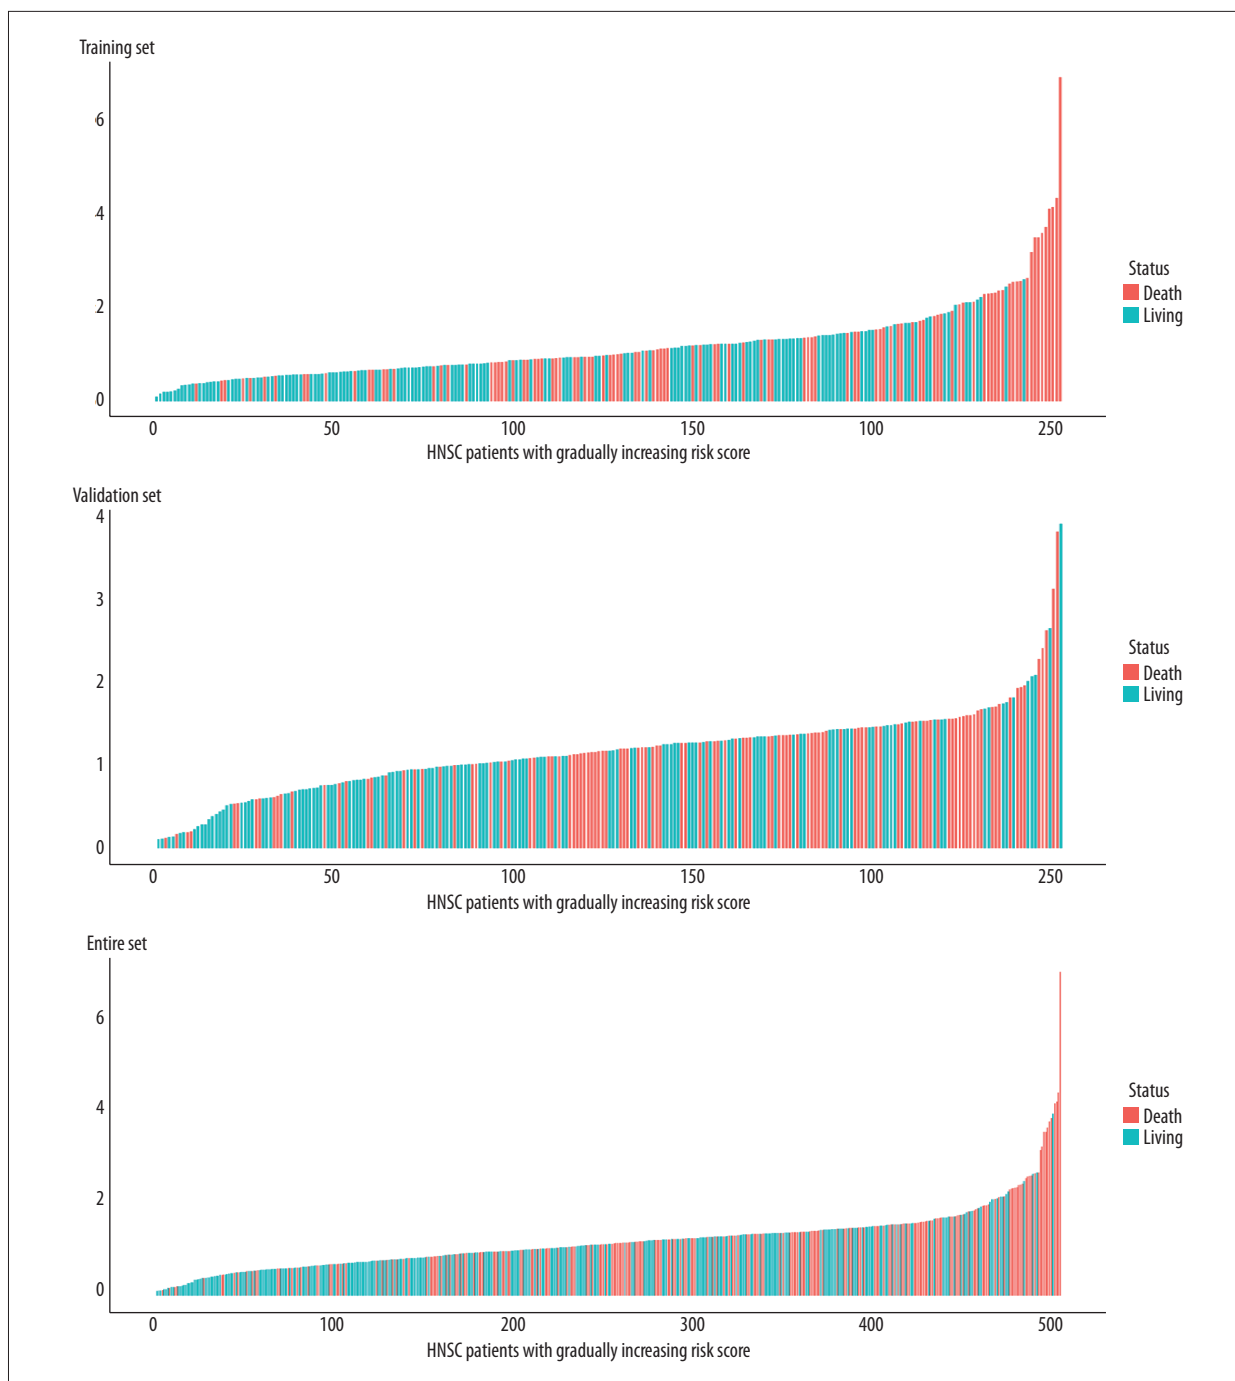 Training set
6
4
2
0
0 50 100 150 100 250
HNSC patients with gradually increasing risk score
Status
Death
Living
Validation set
4
3
2
1
0
0 50 100 150 100 250
HNSC patients with gradually increasing risk score
Status
Death
Living
Entire set
6
4
2
0
0 100 200 300 400 500
HNSC patients with gradually increasing risk score
Status
Death
Living